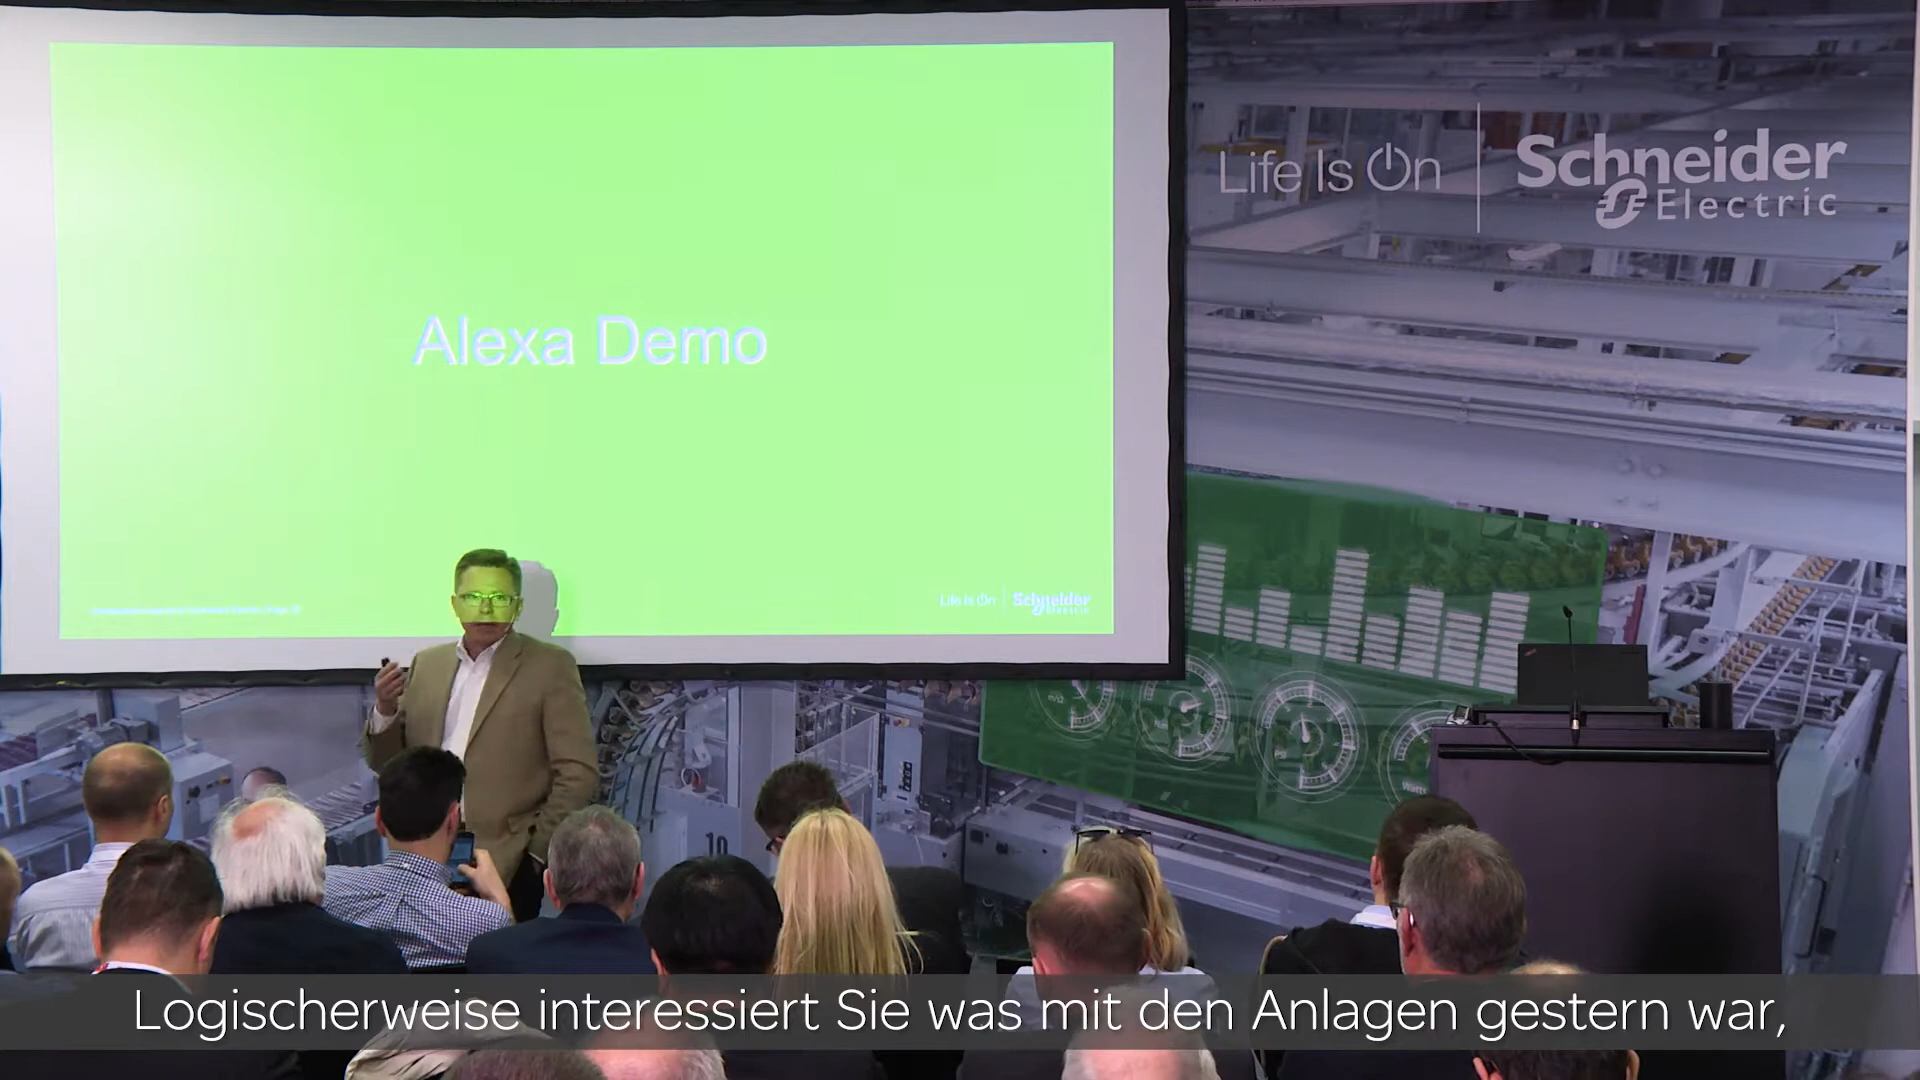 Alexa Demo
Life Is On | Schneider Electric
Life Is On
Schneider
Electric
10
Watts
Logischerweise interessiert Sie was mit den Anlagen gestern war,